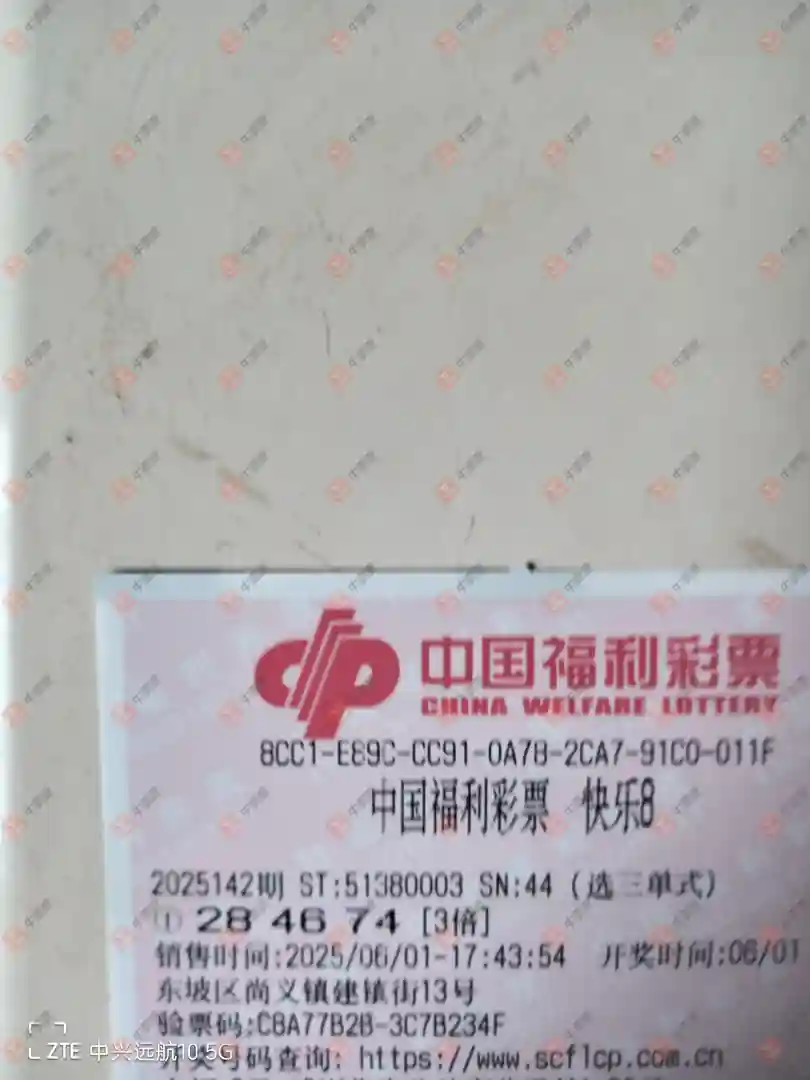 中国福利彩票
CHINA WELFARE LOTTERY
8CC1-E89C-CC91-0A7B-2CA7-91C0-011F
中国福利彩票 快乐8
2025142期 ST:51380003 SN:44 (选三单式)
① 28 46 74 [3倍]
销售时间:2025/06/01-17:43:54 开奖时间:06/01
东坡区尚义镇建镇街13号
验票码:C8A77B2B-3C7B234F
开奖号码查询: https://www.scflcp.com.cn
ZTE 中兴远航10 5G